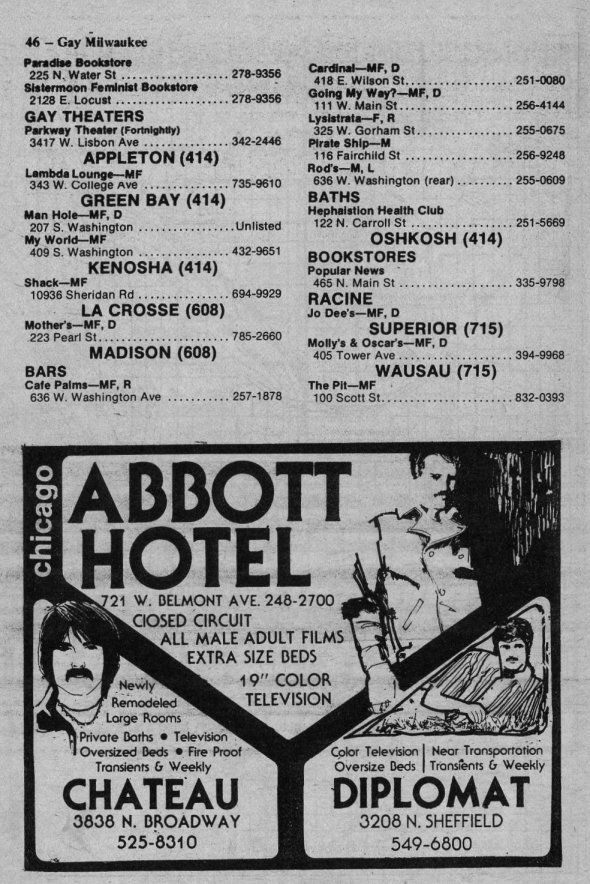 46 – Gay Milwaukee
Paradise Bookstore
225 N. Water St .................. 278-9356
Sistermoon Feminist Bookstore
2128 E. Locust ................... 278-9356
GAY THEATERS
Parkway Theater (Fortnightly)
3417 W. Lisbon Ave .............. 342-2446
APPLETON (414)
Lambda Lounge—MF
343 W. College Ave .............. 735-9610
GREEN BAY (414)
Man Hole—MF, D
207 S. Washington ................Unlisted
My World—MF
409 S. Washington ............... 432-9651
KENOSHA (414)
Shack—MF
10936 Sheridan Rd ............... 694-9929
LA CROSSE (608)
Mother's—MF, D
223 Pearl St..................... 785-2660
MADISON (608)
BARS
Cafe Palms—MF, R
636 W. Washington Ave ........... 257-1878
Cardinal—MF, D
418 E. Wilson St..................251-0080
Going My Way?—MF, D
111 W. Main St................... 256-4144
Lysistrata—F, R
325 W. Gorham St................. 255-0675
Pirate Ship—M
116 Fairchild St ................. 256-9248
Rod's—M, L
636 W. Washington (rear) .......... 255-0609
BATHS
Hephaistion Health Club
122 N. Carroll St ................. 251-5669
OSHKOSH (414)
BOOKSTORES
Popular News
465 N. Main St ................... 335-9798
RACINE
Jo Dee's—MF, D
SUPERIOR (715)
Molly's & Oscar's—MF, D
405 Tower Ave ................... 394-9968
WAUSAU (715)
The Pit—MF
100 Scott St...................... 832-0393
chicago
ABBOTT
HOTEL
721 W. BELMONT AVE. 248-2700
ClOSED CIRCUIT
ALL MALE ADULT FILMS
EXTRA SIZE BEDS
19" COLOR
TELEVISION
Newly
Remodeled
Large Rooms
Private Baths • Television
Oversized Beds • Fire Proof
Transients & Weekly
CHATEAU
3838 N. BROADWAY
525-8310
Color Television | Near Transportation
Oversize Beds | Transients & Weekly
DIPLOMAT
3208 N. SHEFFIELD
549-6800